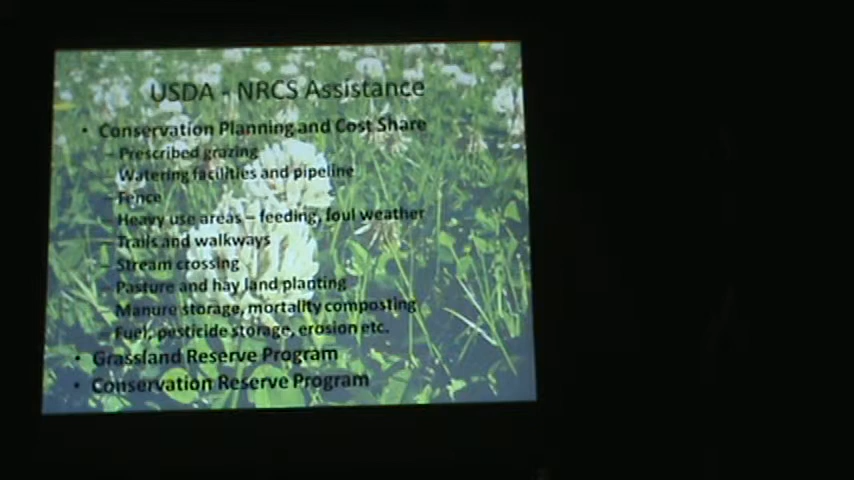 USDA - NRCS Assistance
• Conservation Planning and Cost Share
– Prescribed grazing
– Watering facilities and pipeline
– Fence
– Heavy use areas – feeding, foul weather
– Trails and walkways
– Stream crossing
– Pasture and hay land planting
– Manure storage, mortality composting
– Fuel, pesticide storage, erosion etc.
• Grassland Reserve Program
• Conservation Reserve Program